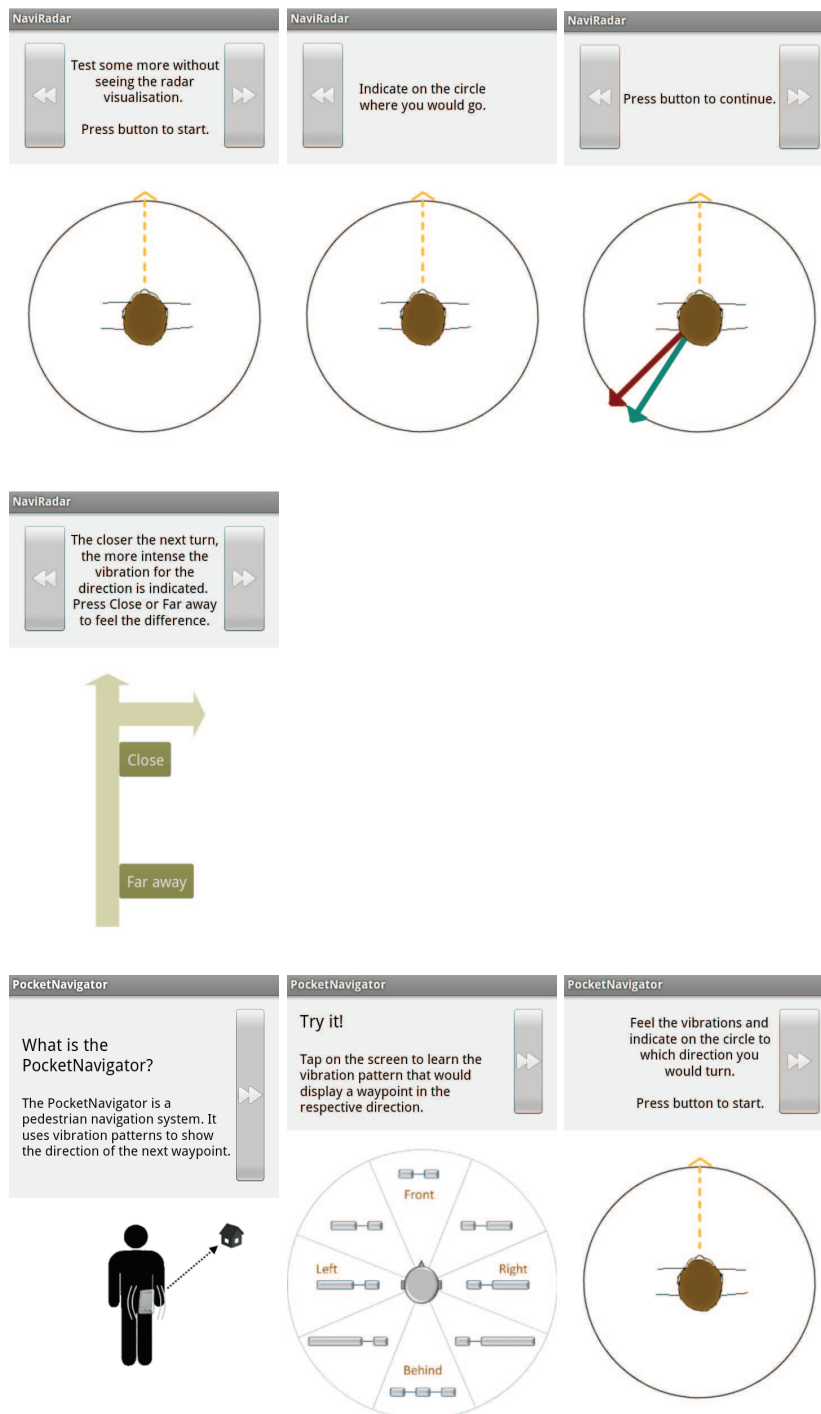 NaviRadar
Test some more without
seeing the radar
visualisation.
Press button to start.
NaviRadar
Indicate on the circle
where you would go.
NaviRadar
Press button to continue.
NaviRadar
The closer the next turn,
the more intense the
vibration for the
direction is indicated.
Press Close or Far away
to feel the difference.
Close
Far away
PocketNavigator
What is the
PocketNavigator?
The PocketNavigator is a
pedestrian navigation system. It
uses vibration patterns to show
the direction of the next waypoint.
PocketNavigator
Try it!
Tap on the screen to learn the
vibration pattern that would
display a waypoint in the
respective direction.
Front
Left
Right
Behind
PocketNavigator
Feel the vibrations and
indicate on the circle to
which direction you
would turn.
Press button to start.